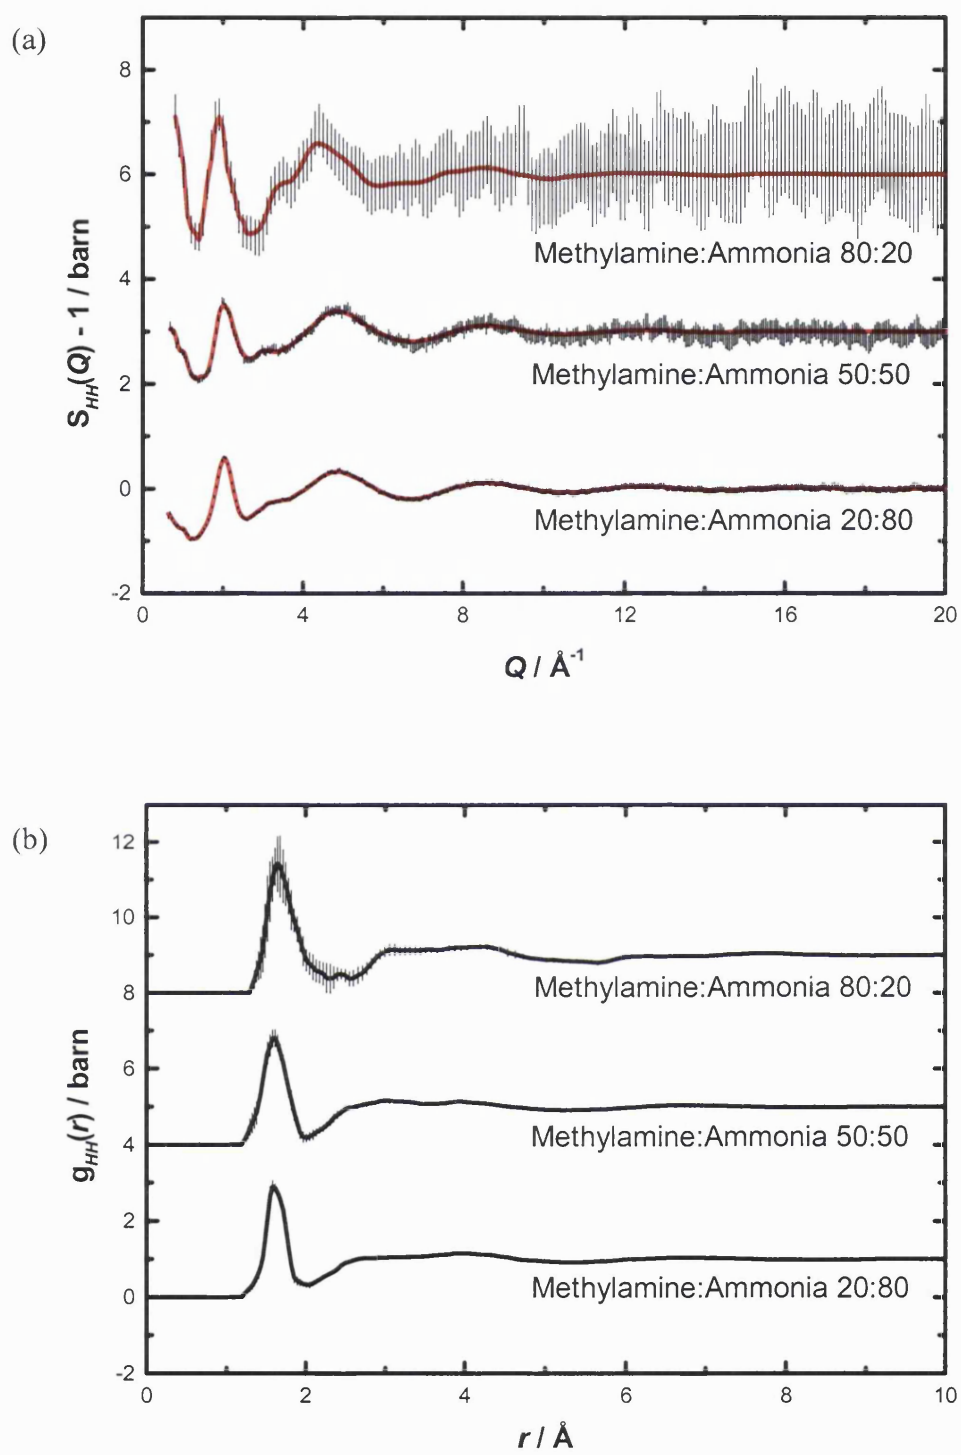 (a)
8
6
4
2
0
-2
S_HH(Q) - 1 / barn
Methylamine:Ammonia 80:20
Methylamine:Ammonia 50:50
Methylamine:Ammonia 20:80
0 4 8 12 16 20
Q / Å⁻¹
(b)
12
10
8
6
4
2
0
-2
g_HH(r) / barn
Methylamine:Ammonia 80:20
Methylamine:Ammonia 50:50
Methylamine:Ammonia 20:80
0 2 4 6 8 10
r / Å